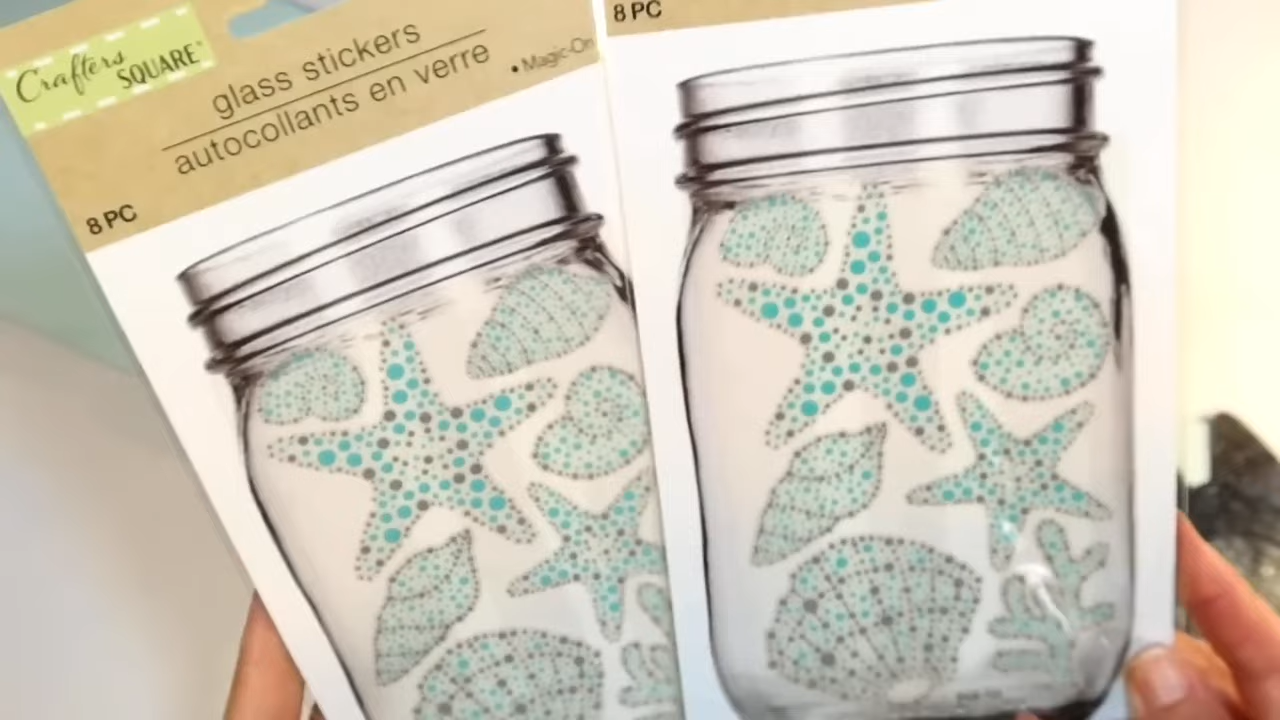 Crafters
SQUARE
glass stickers
autocollants en verre
• Magic-On
8 PC
8 PC